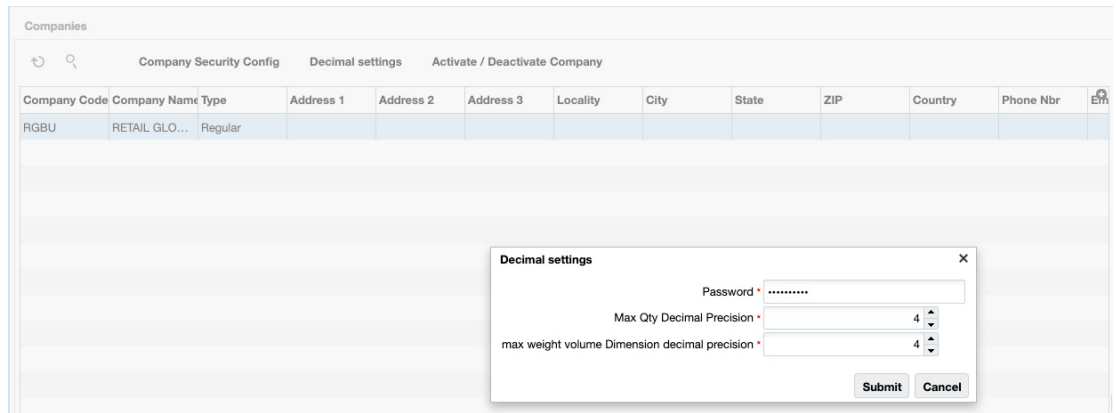 Companies
Company Security Config Decimal settings Activate / Deactivate Company
Company Code Company Name Type Address 1 Address 2 Address 3 Locality City State ZIP Country Phone Nbr Em
RGBU RETAIL GLO... Regular
Decimal settings
Password * ••••••••••
Max Qty Decimal Precision * 4
max weight volume Dimension decimal precision * 4
Submit Cancel